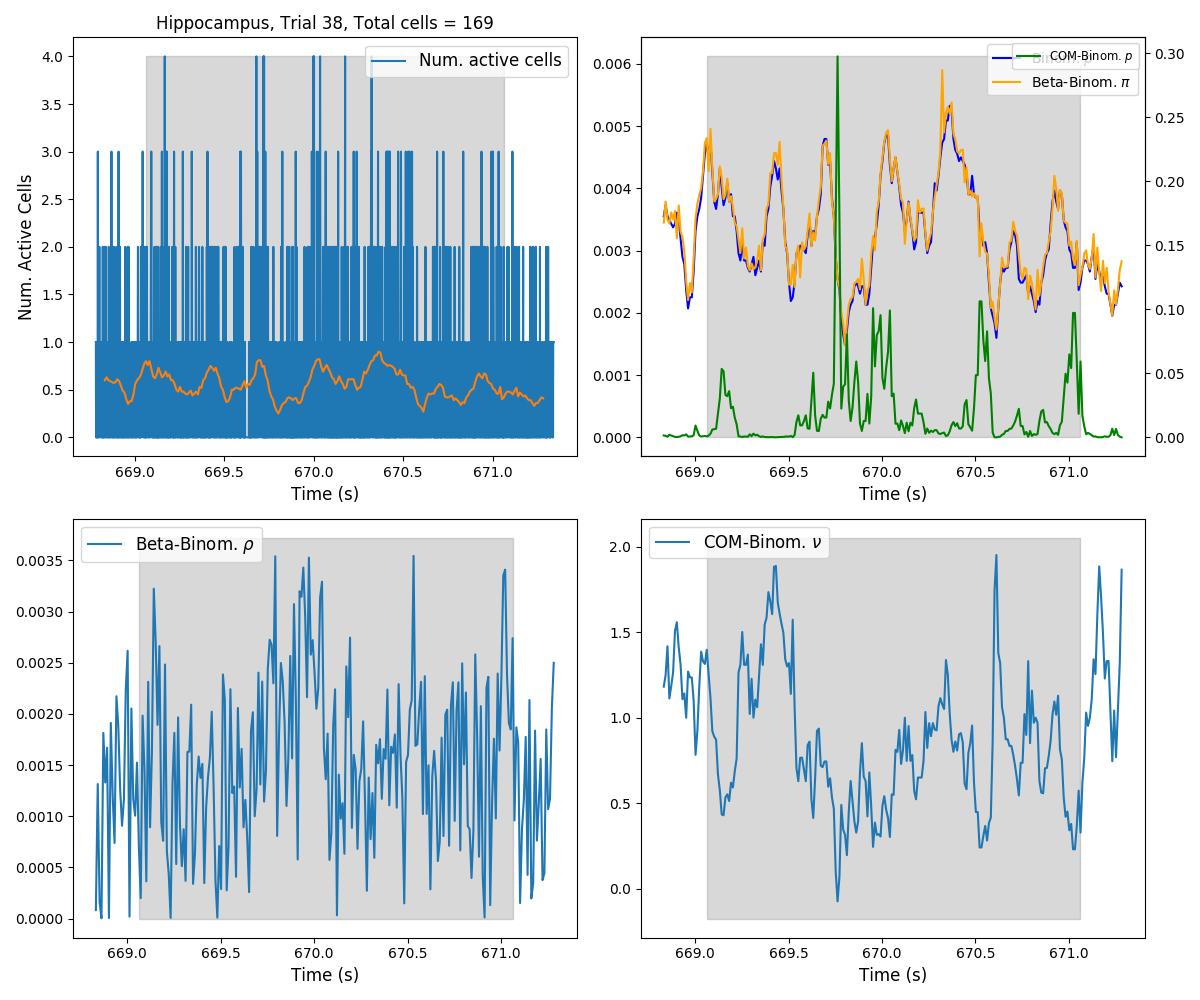 Hippocampus, Trial 38, Total cells = 169
Num. active cells
Num. Active Cells
4.0
3.5
3.0
2.5
2.0
1.5
1.0
0.5
0.0
669.0 669.5 670.0 670.5 671.0
Time (s)
COM-Binom. p
Beta-Binom. π
0.006
0.005
0.004
0.003
0.002
0.001
0.000
0.30
0.25
0.20
0.15
0.10
0.05
0.00
669.0 669.5 670.0 670.5 671.0
Time (s)
Beta-Binom. ρ
0.0035
0.0030
0.0025
0.0020
0.0015
0.0010
0.0005
0.0000
669.0 669.5 670.0 670.5 671.0
Time (s)
COM-Binom. ν
2.0
1.5
1.0
0.5
0.0
669.0 669.5 670.0 670.5 671.0
Time (s)